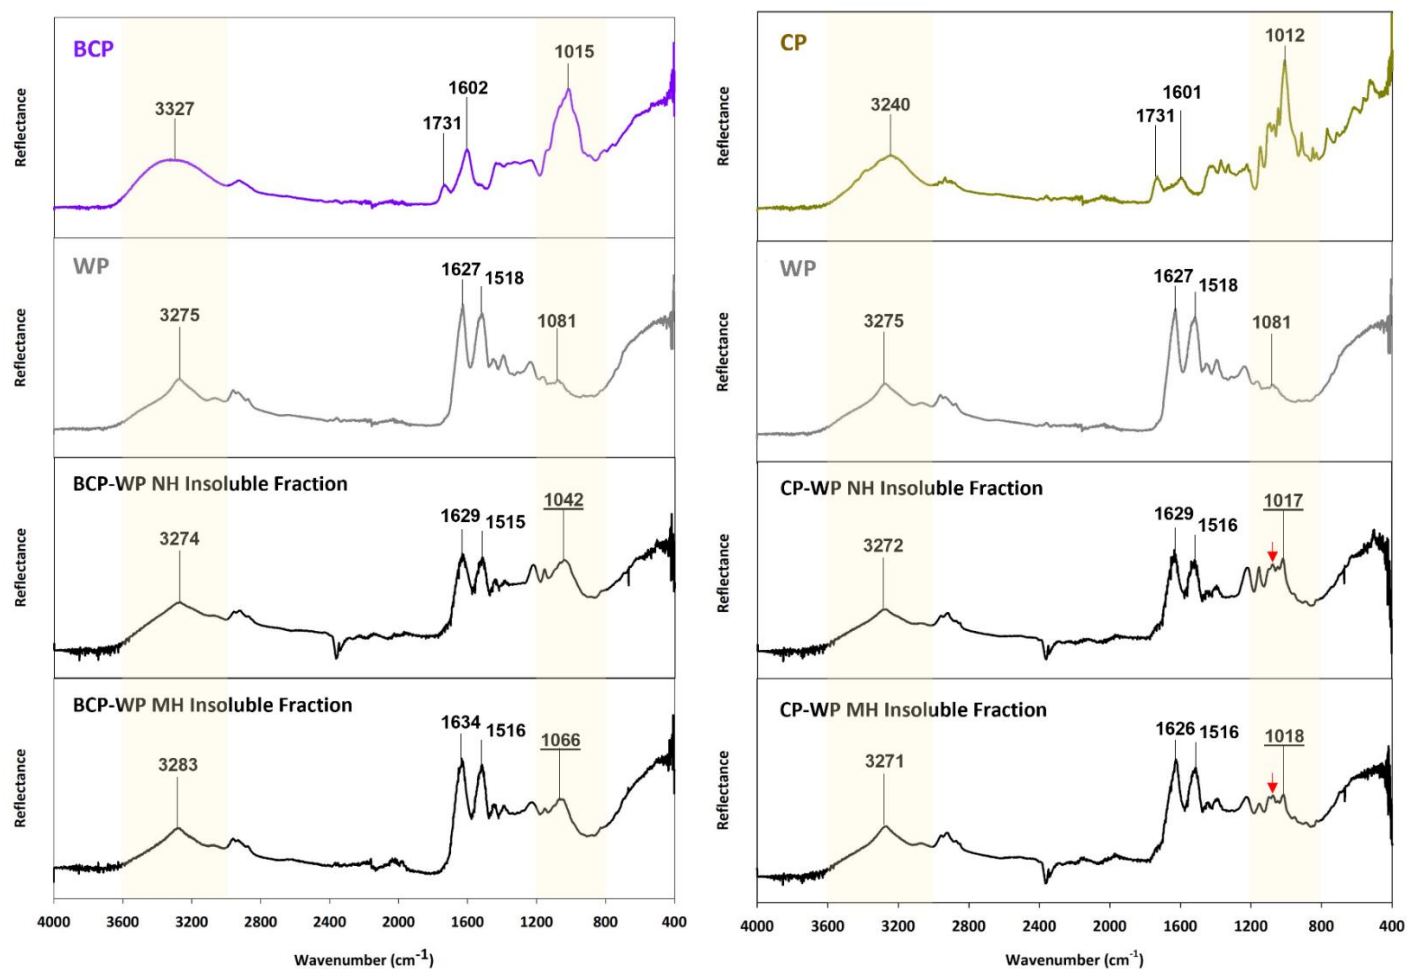 BCP
3327
1731
1602
1015
Reflectance
WP
3275
1627
1518
1081
Reflectance
BCP-WP NH Insoluble Fraction
3274
1629
1515
1042
Reflectance
BCP-WP MH Insoluble Fraction
3283
1634
1516
1066
Reflectance
4000 3600 3200 2800 2400 2000 1600 1200 800 400
Wavenumber (cm-1)
CP
3240
1731
1601
1012
Reflectance
WP
3275
1627
1518
1081
Reflectance
CP-WP NH Insoluble Fraction
3272
1629
1516
1017
Reflectance
CP-WP MH Insoluble Fraction
3271
1626
1516
1018
Reflectance
4000 3600 3200 2800 2400 2000 1600 1200 800 400
Wavenumber (cm-1)